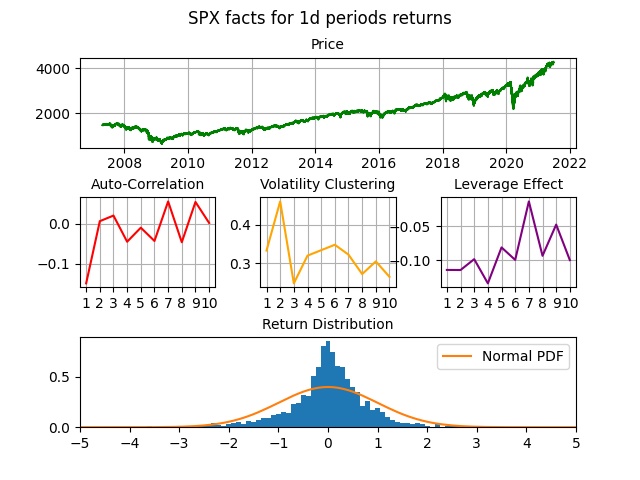 SPX facts for 1d periods returns
Price
4000
2000
2008 2010 2012 2014 2016 2018 2020 2022
Auto-Correlation Volatility Clustering Leverage Effect
0.0 0.4 −0.05
−0.1 0.3 −0.10
1 2 3 4 5 6 7 8 9 10 1 2 3 4 5 6 7 8 9 10 1 2 3 4 5 6 7 8 9 10
Return Distribution
Normal PDF
0.5
0.0
−5 −4 −3 −2 −1 0 1 2 3 4 5